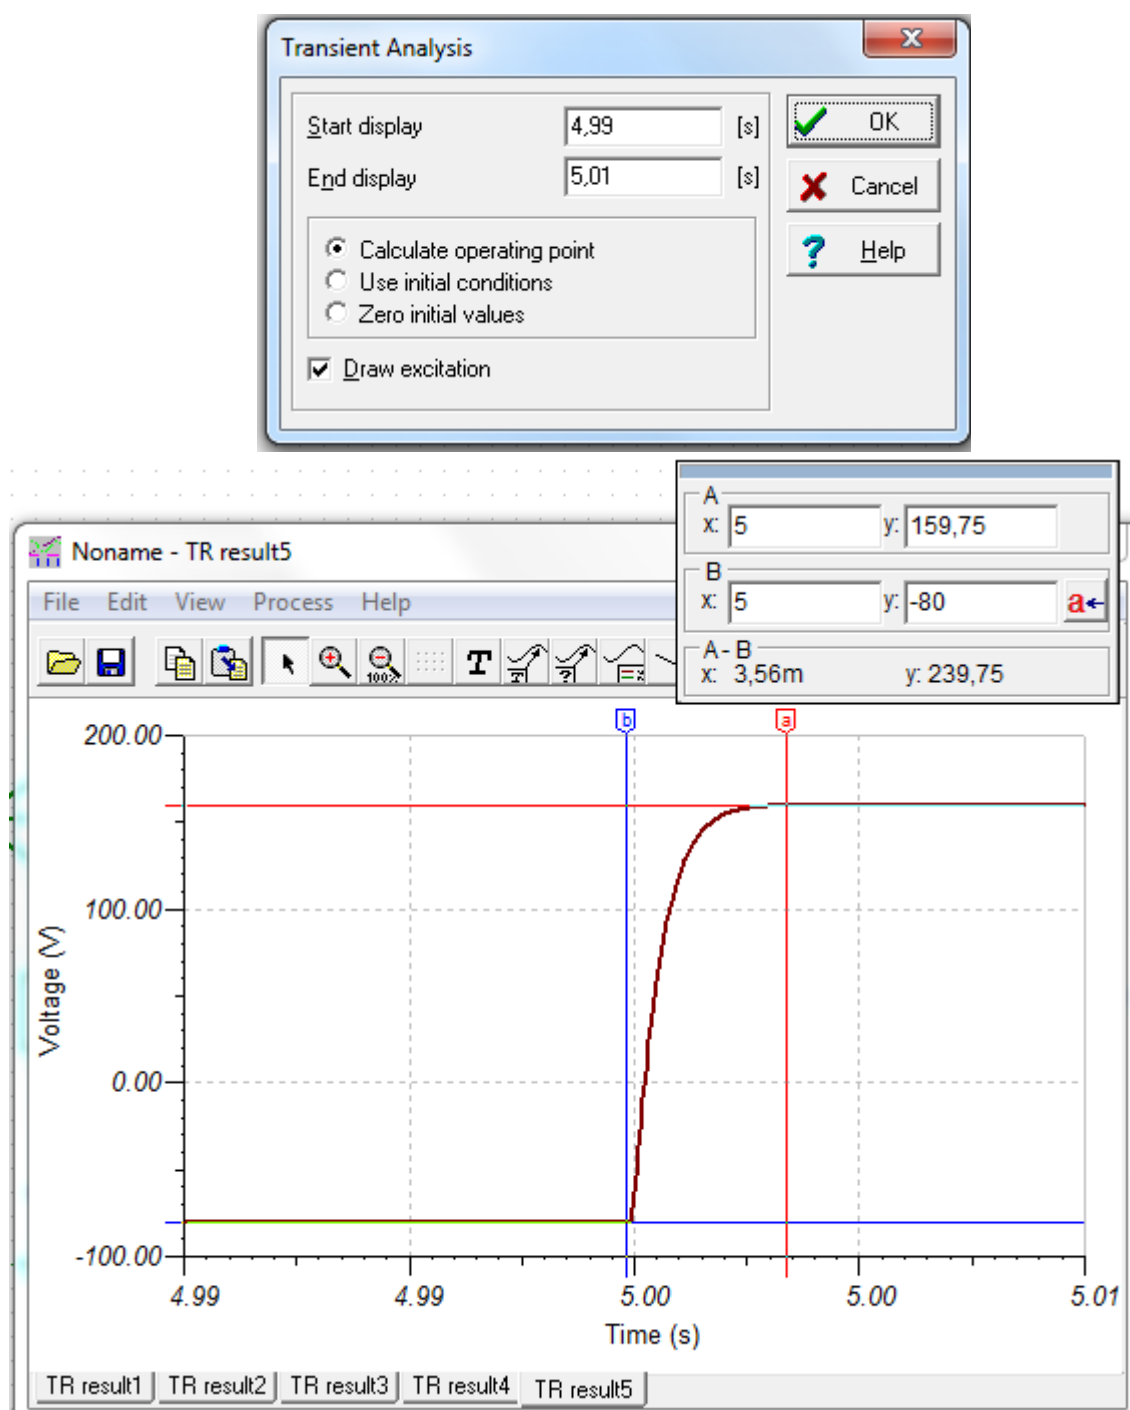 Transient Analysis
Start display 4,99 [s]
End display 5,01 [s]
Calculate operating point
Use initial conditions
Zero initial values
Draw excitation
OK
Cancel
Help
A
x: 5 y: 159,75
B
x: 5 y: -80 a
A - B
x: 3,56m y: 239,75
Noname - TR result5
File Edit View Process Help
100% T
b a
200.00
100.00
0.00
-100.00
Voltage (V)
4.99 4.99 5.00 5.00 5.01
Time (s)
TR result1 TR result2 TR result3 TR result4 TR result5